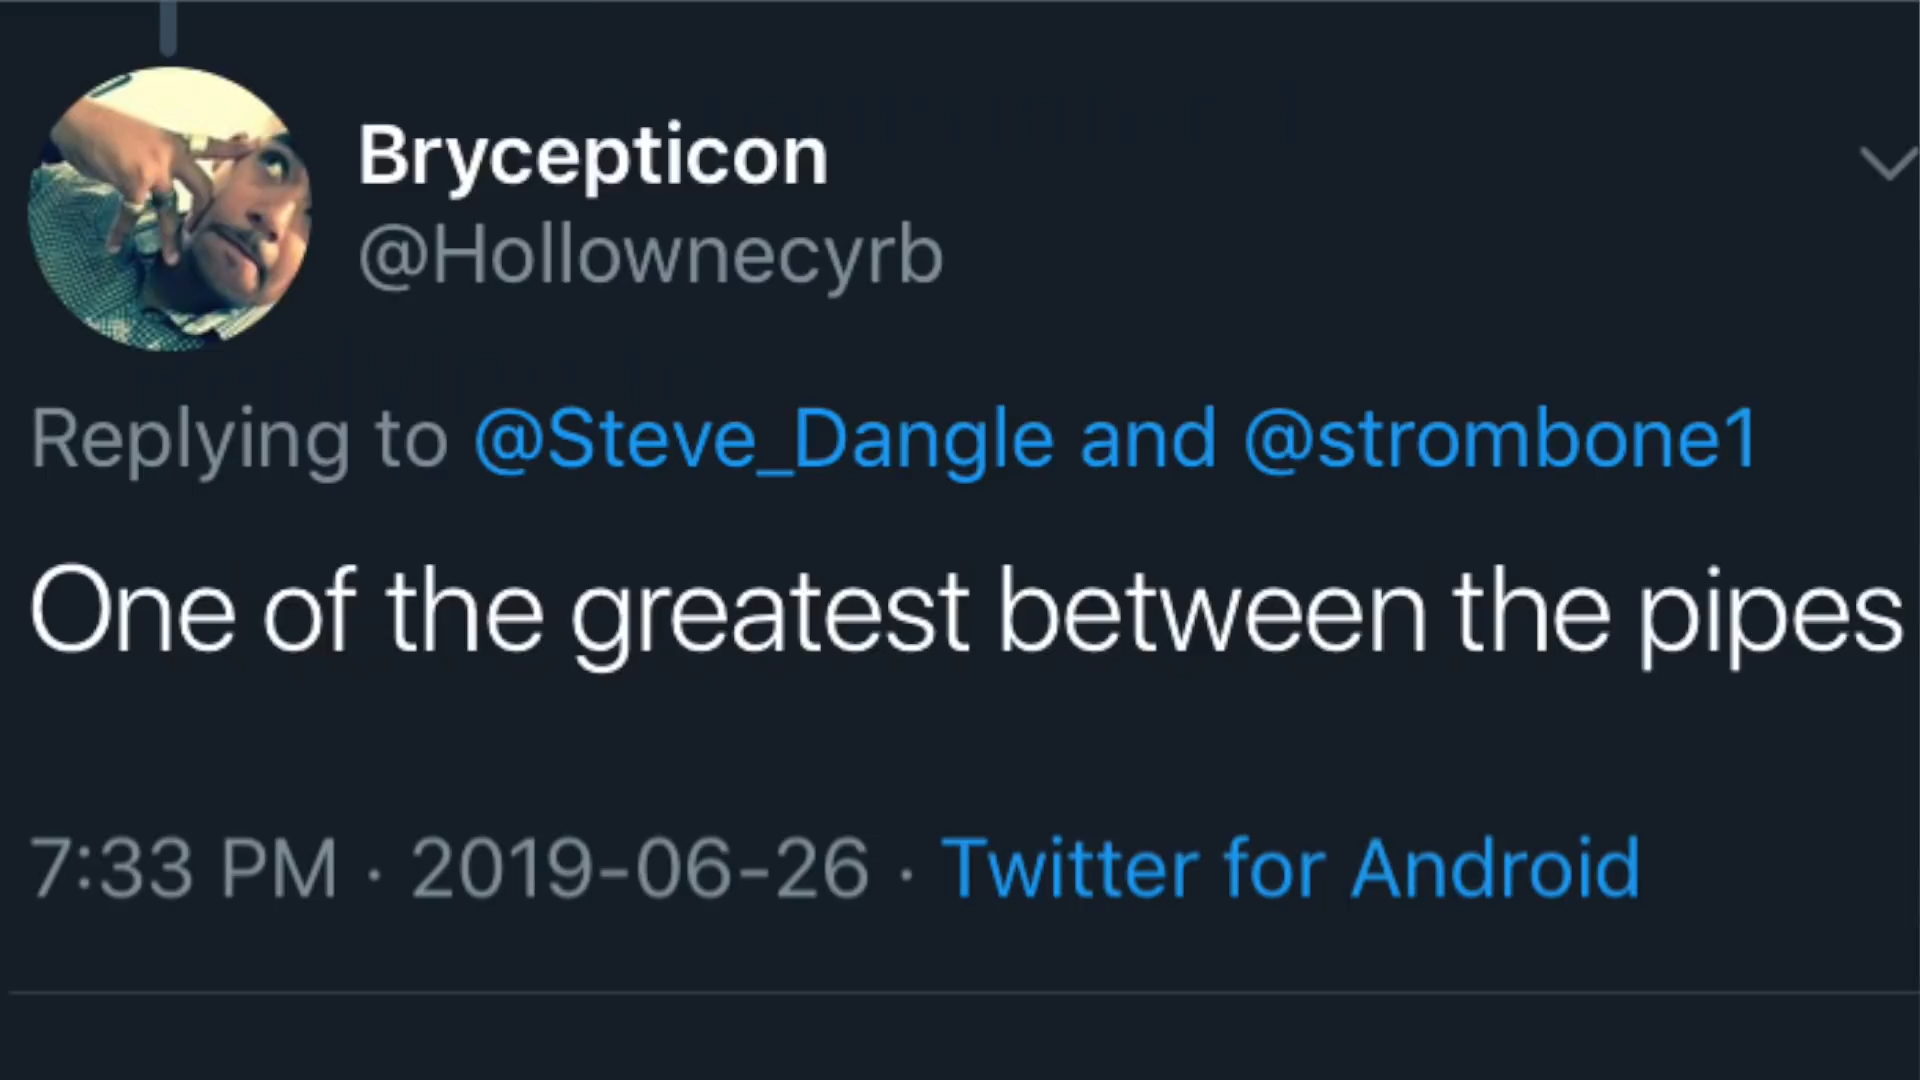 Brycepticon
@Hollownecyrb
Replying to @Steve_Dangle and @strombone1
One of the greatest between the pipes
7:33 PM · 2019-06-26 · Twitter for Android